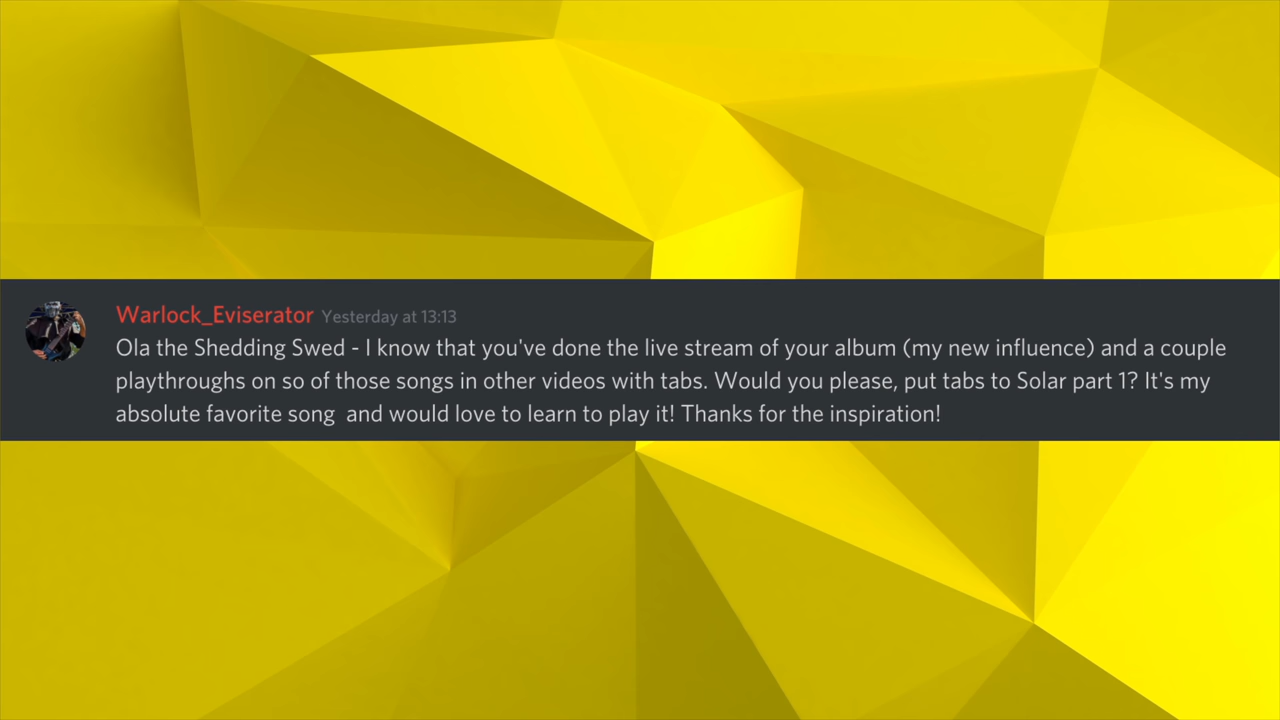 Warlock_Eviserator Yesterday at 13:13
Ola the Shedding Swed - I know that you've done the live stream of your album (my new influence) and a couple
playthroughs on so of those songs in other videos with tabs. Would you please, put tabs to Solar part 1? It's my
absolute favorite song  and would love to learn to play it! Thanks for the inspiration!